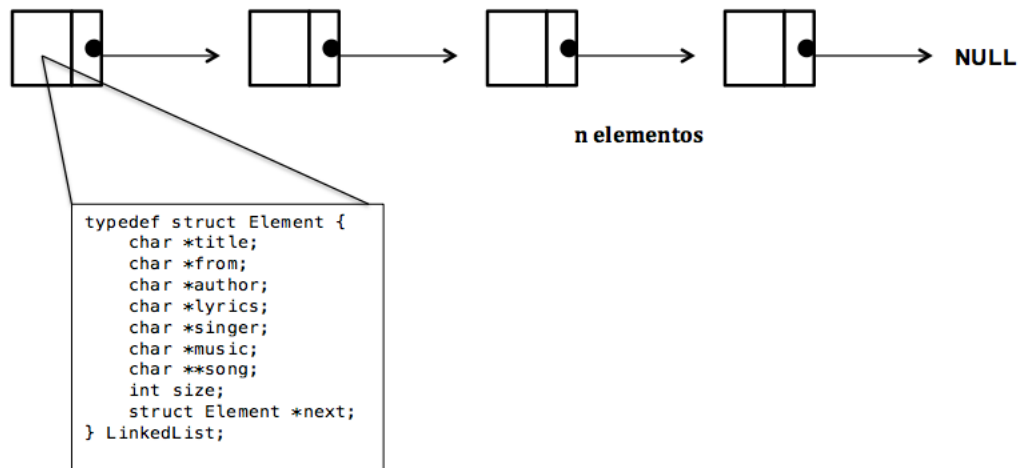 NULL
n elementos
typedef struct Element {
    char *title;
    char *from;
    char *author;
    char *lyrics;
    char *singer;
    char *music;
    char **song;
    int size;
    struct Element *next;
} LinkedList;